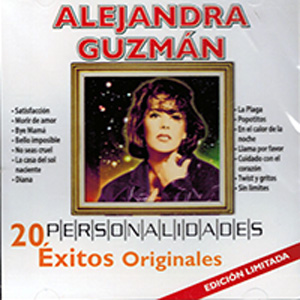 ALEJANDRA
GUZMÁN
•Satisfacción
•Morir de amor
•Bye Mamá
•Bello imposible
•No seas cruel
•La casa del sol
naciente
•Diana
•La Plaga
•Popotitos
•En el calor de la
noche
•Llama por favor
•Cuidado con el
corazón
•Twist y gritos
•Sin límites
PERSONALIDADES
20 Éxitos Originales
EDICIÓN LIMITADA